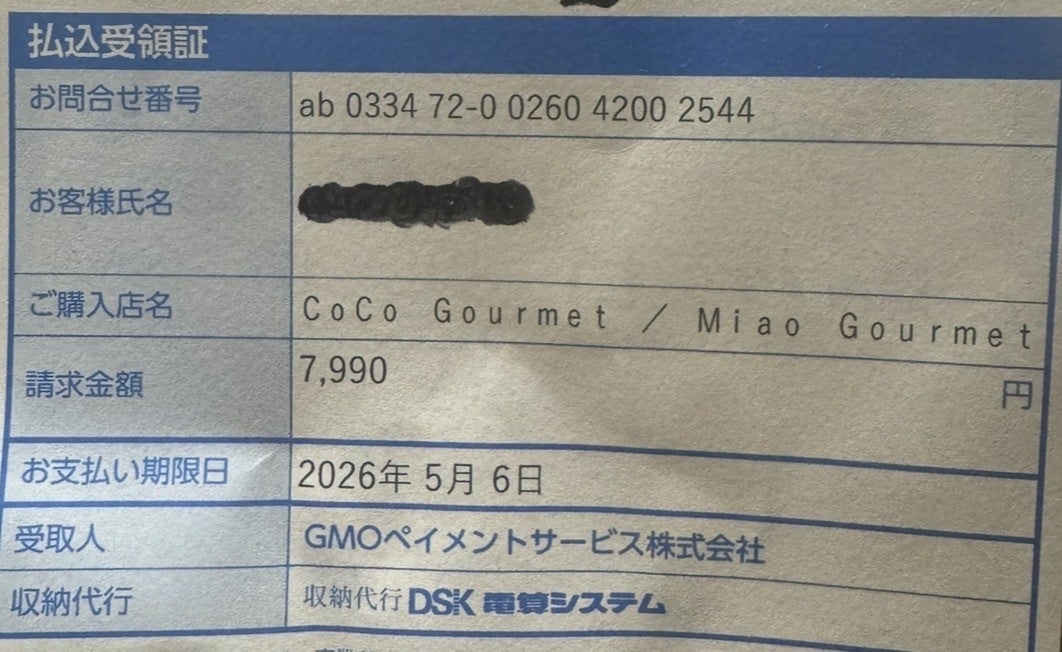 払込受領証
お問合せ番号 ab 0334 72-0 0260 4200 2544
お客様氏名
ご購入店名 CoCo Gourmet / Miao Gourmet
請求金額 7,990 円
お支払い期限日 2026年 5月 6日
受取人 GMOペイメントサービス株式会社
収納代行 収納代行 DSK 電算システム